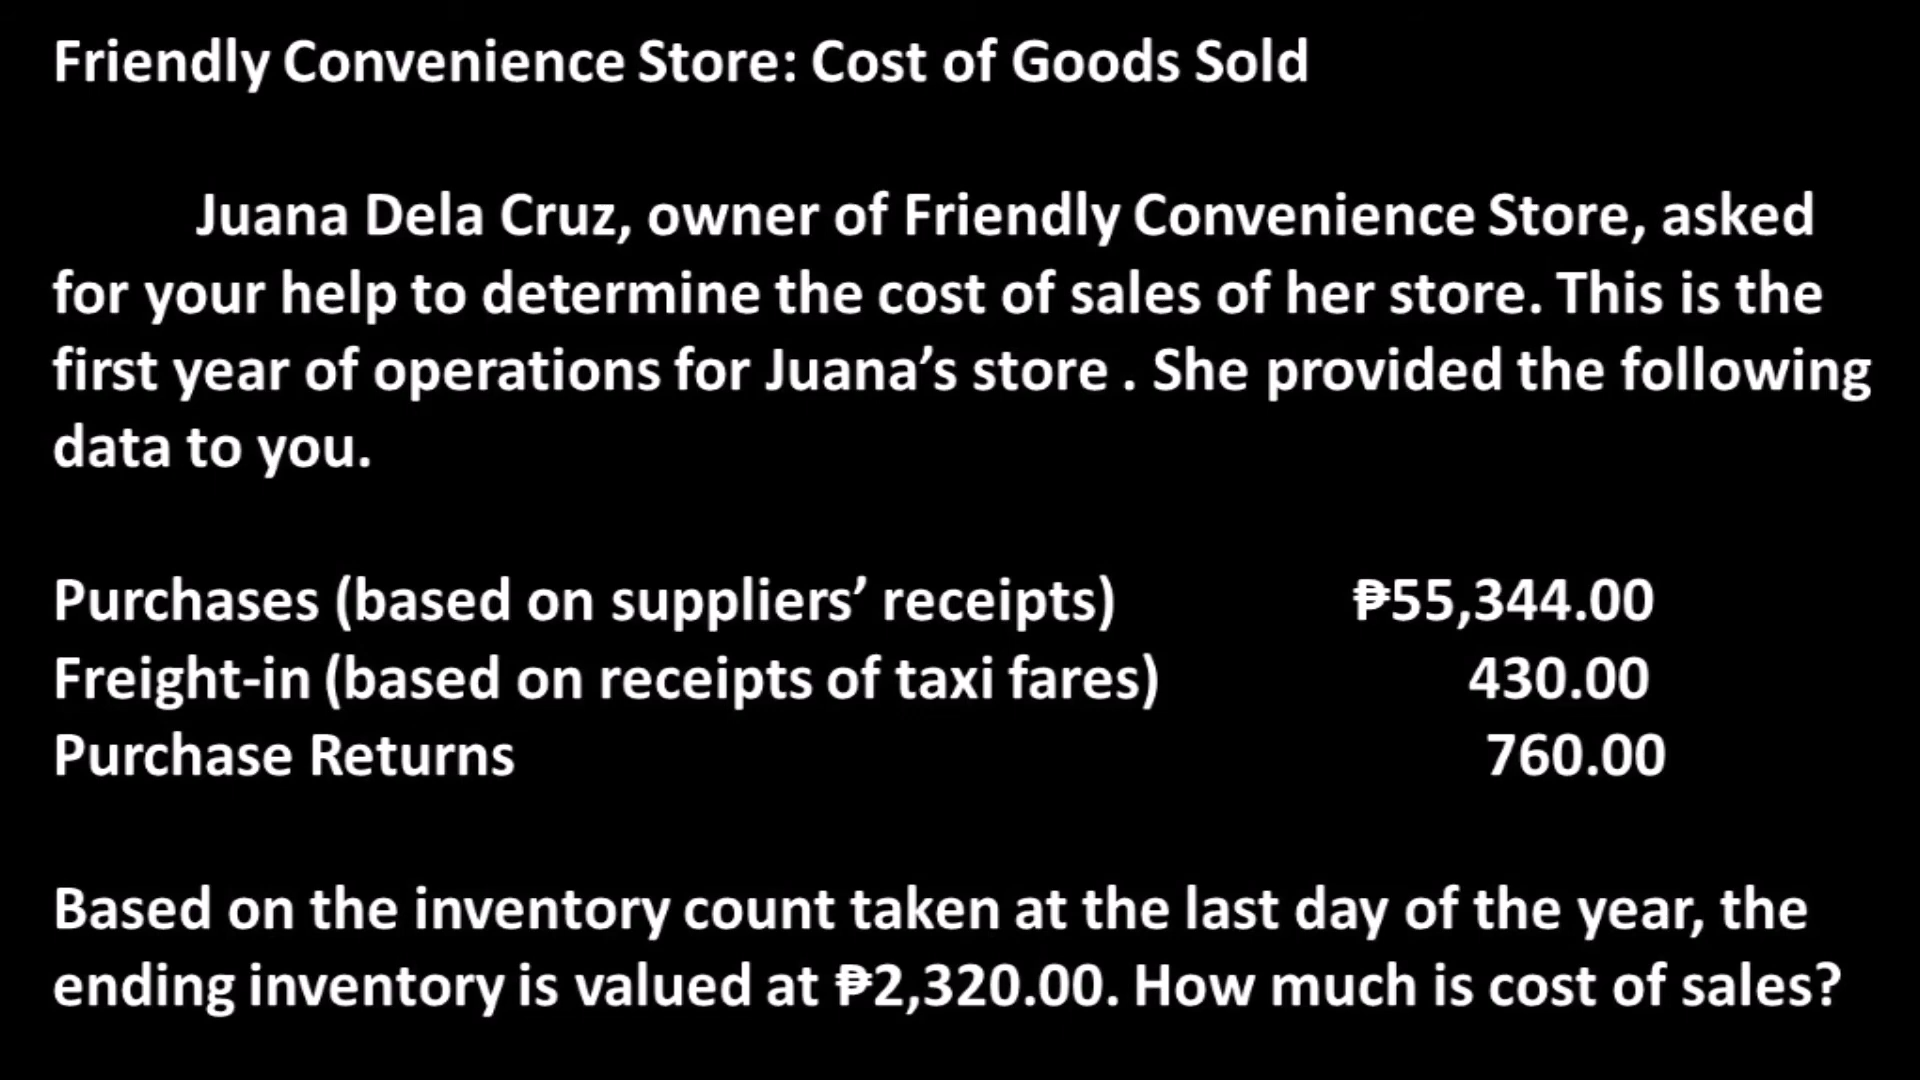 Friendly Convenience Store: Cost of Goods Sold
Juana Dela Cruz, owner of Friendly Convenience Store, asked
for your help to determine the cost of sales of her store. This is the
first year of operations for Juana’s store . She provided the following
data to you.
Purchases (based on suppliers’ receipts) ₱55,344.00
Freight-in (based on receipts of taxi fares) 430.00
Purchase Returns 760.00
Based on the inventory count taken at the last day of the year, the
ending inventory is valued at ₱2,320.00. How much is cost of sales?